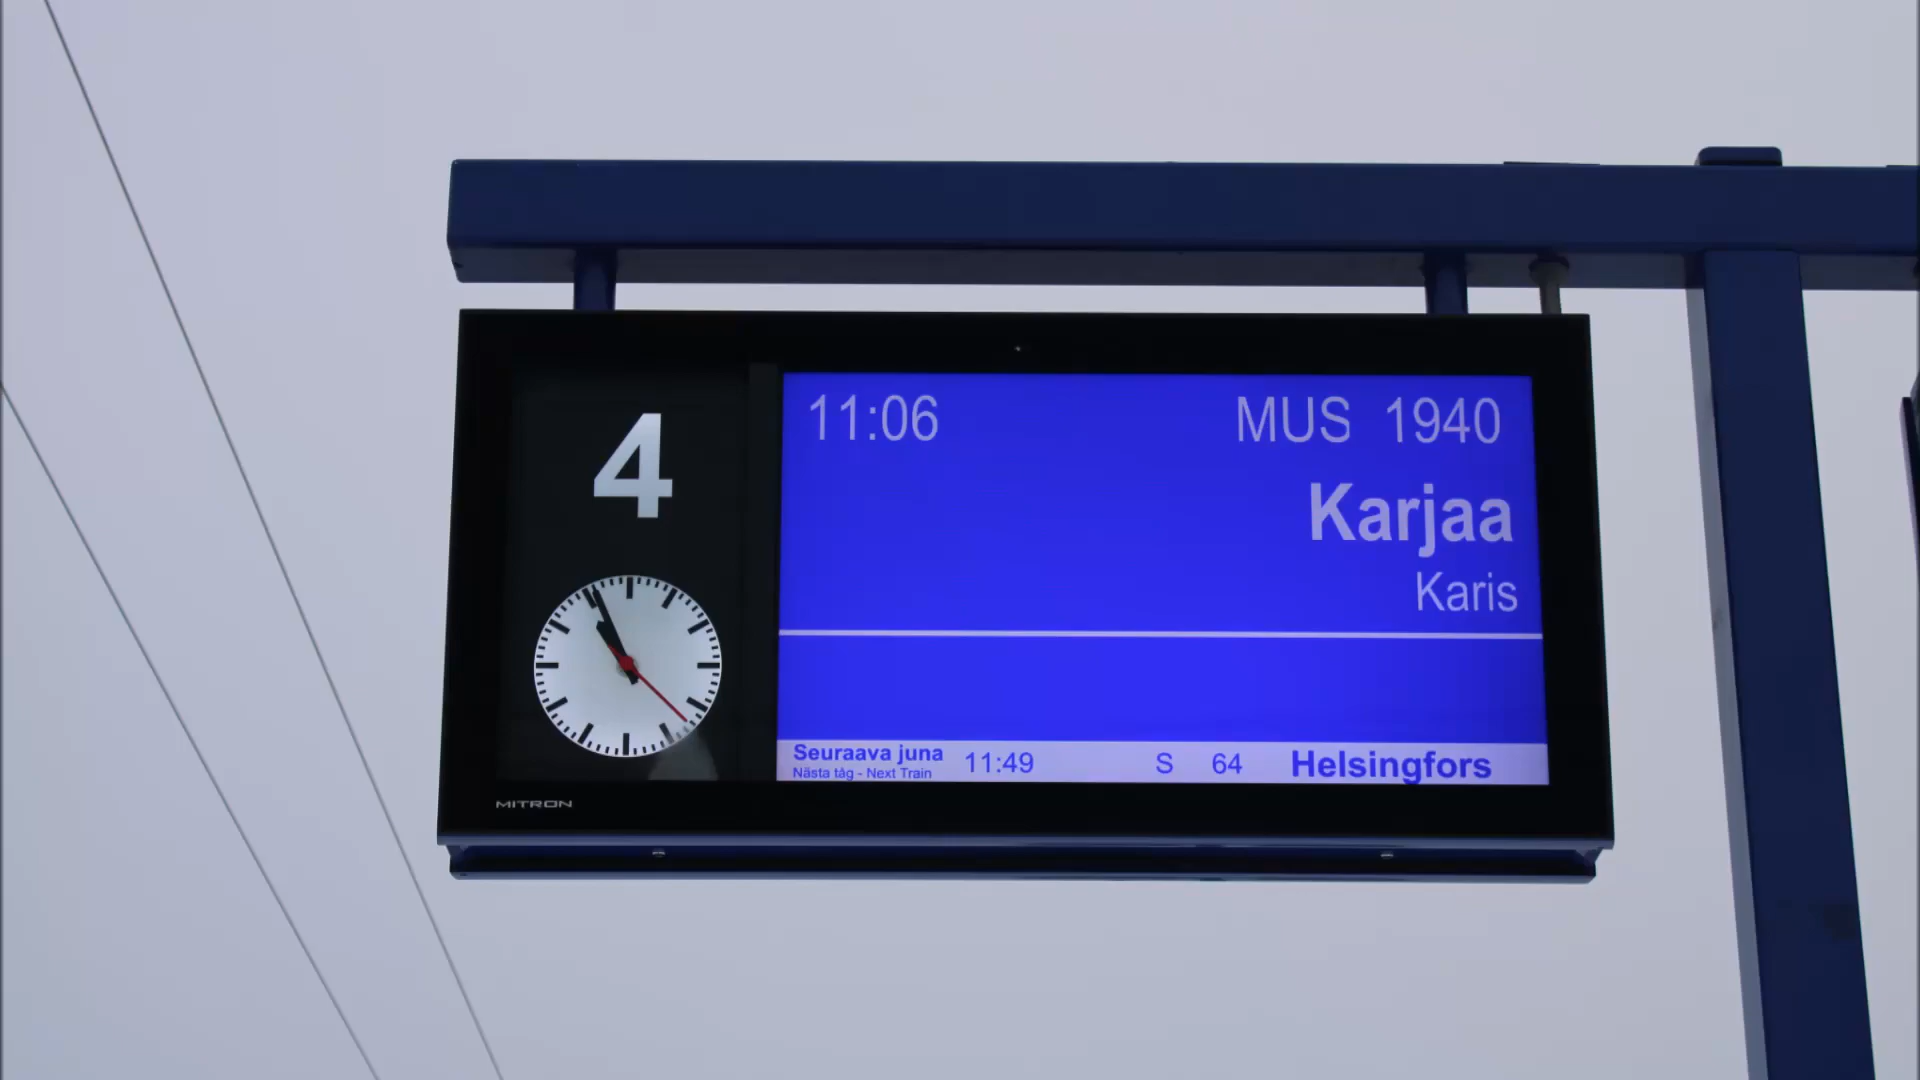 4
11:06 MUS 1940
Karjaa
Karis
Seuraava juna 11:49 S 64 Helsingfors
Nästa tåg - Next Train
MITRON